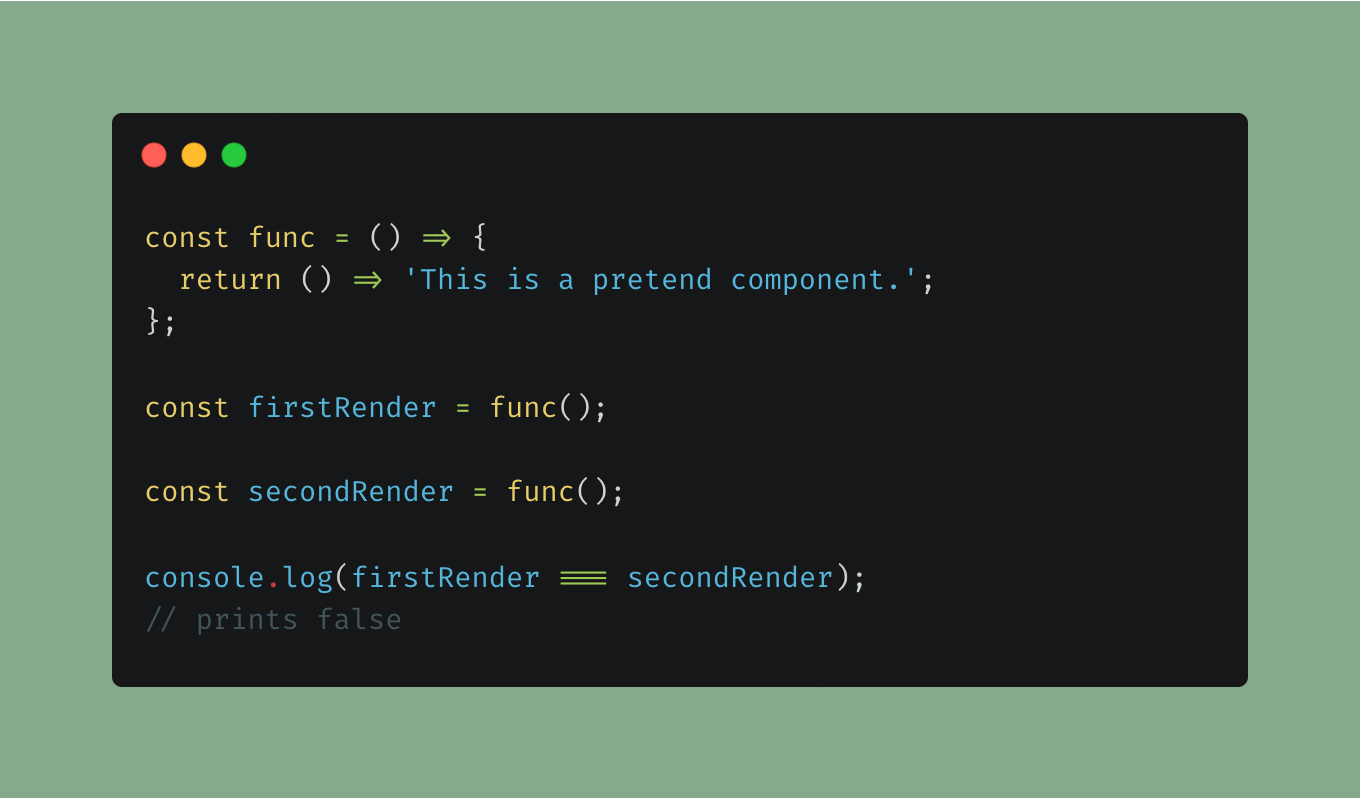 const func = () => {
  return () => 'This is a pretend component.';
};
const firstRender = func();
const secondRender = func();
console.log(firstRender === secondRender);
// prints false